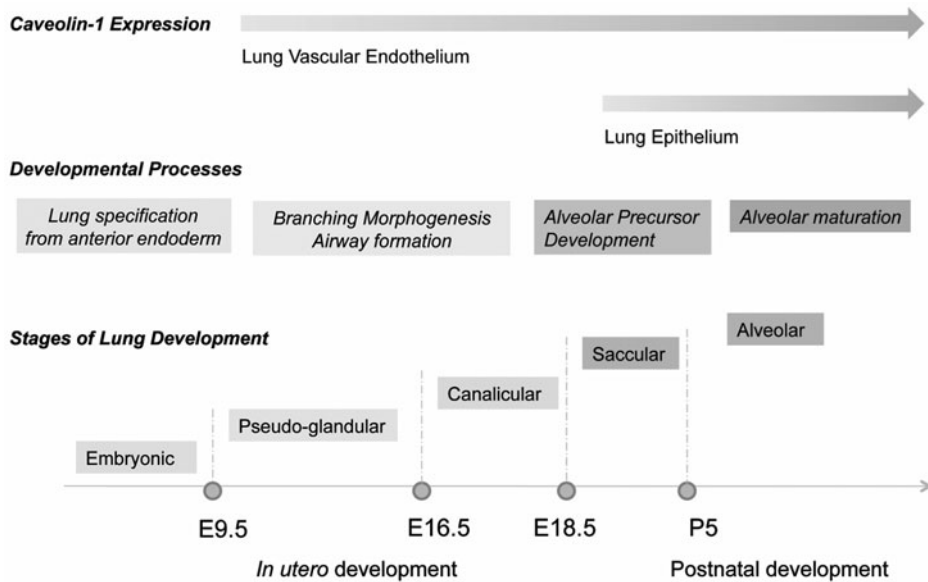 Caveolin-1 Expression
Lung Vascular Endothelium
Lung Epithelium
Developmental Processes
Lung specification
from anterior endoderm
Branching Morphogenesis
Airway formation
Alveolar Precursor
Development
Alveolar maturation
Stages of Lung Development
Alveolar
Saccular
Canalicular
Pseudo-glandular
Embryonic
E9.5
E16.5
E18.5
P5
In utero development
Postnatal development